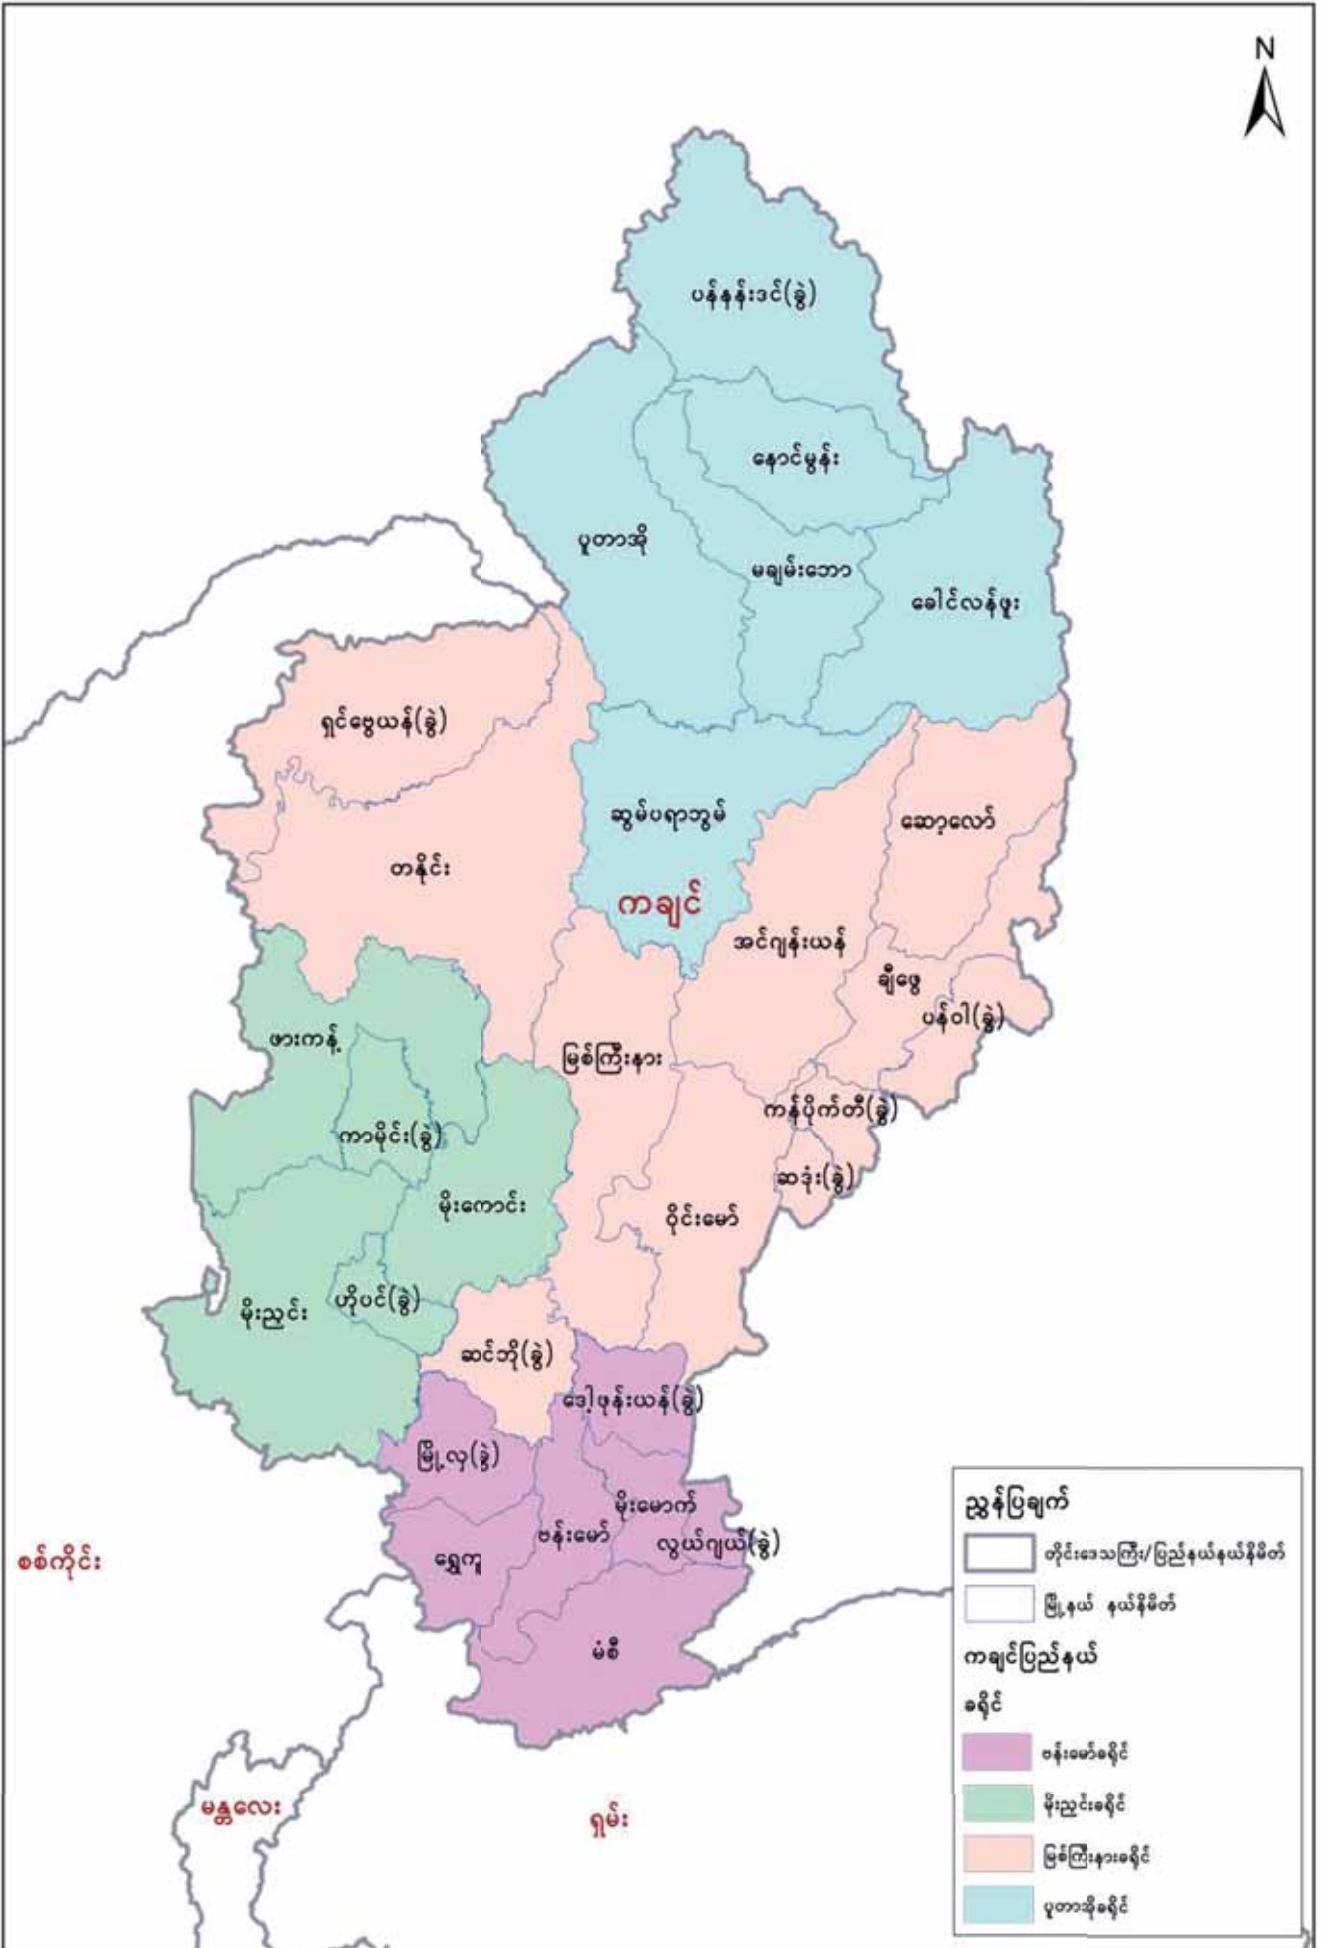 N
ပန်နန်းဒင်(ခွဲ)
နောင်မွန်း
ပူတာအို
မချမ်းဘော
ခေါင်လန်ဖူး
ရှင်ဗွေယန်(ခွဲ)
ဆွမ်ပရာဘွမ်
ဆော့လော်
တနိုင်း
ကချင်
အင်ဂျန်းယန်
ချီဖွေ
ပန်ဝါ(ခွဲ)
ဖားကန့်
မြစ်ကြီးနား
ကန်ပိုက်တီ(ခွဲ)
ကာမိုင်း(ခွဲ)
ဆဒုံး(ခွဲ)
မိုးကောင်း
ဝိုင်းမော်
ဟိုပင်(ခွဲ)
မိုးညှင်း
ဆင်ဘို(ခွဲ)
ဒေါ့ဖုန်းယန်(ခွဲ)
မြို့လှ(ခွဲ)
မိုးမောက်
ဗန်းမော်
လွယ်ဂျယ်(ခွဲ)
ရွှေကူ
စစ်ကိုင်း
မံစီ
မန္တလေး
ရှမ်း
ညွှန်ပြချက်
တိုင်းဒေသကြီး/ပြည်နယ်နယ်နိမိတ်
မြို့နယ် နယ်နိမိတ်
ကချင်ပြည်နယ်
ခရိုင်
ဗန်းမော်ခရိုင်
မိုးညှင်းခရိုင်
မြစ်ကြီးနားခရိုင်
ပူတာအိုခရိုင်